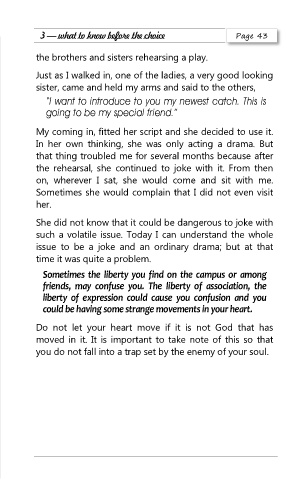 3 — what to know before the choice Page 43
the brothers and sisters rehearsing a play.
Just as I walked in, one of the ladies, a very good looking
sister, came and held my arms and said to the others,
"I want to introduce to you my newest catch. This is
going to be my special friend."
My coming in, fitted her script and she decided to use it.
In her own thinking, she was only acting a drama. But
that thing troubled me for several months because after
the rehearsal, she continued to joke with it. From then
on, wherever I sat, she would come and sit with me.
Sometimes she would complain that I did not even visit
her.
She did not know that it could be dangerous to joke with
such a volatile issue. Today I can understand the whole
issue to be a joke and an ordinary drama; but at that
time it was quite a problem.
Sometimes the liberty you find on the campus or among
friends, may confuse you. The liberty of association, the
liberty of expression could cause you confusion and you
could be having some strange movements in your heart.
Do not let your heart move if it is not God that has
moved in it. It is important to take note of this so that
you do not fall into a trap set by the enemy of your soul.